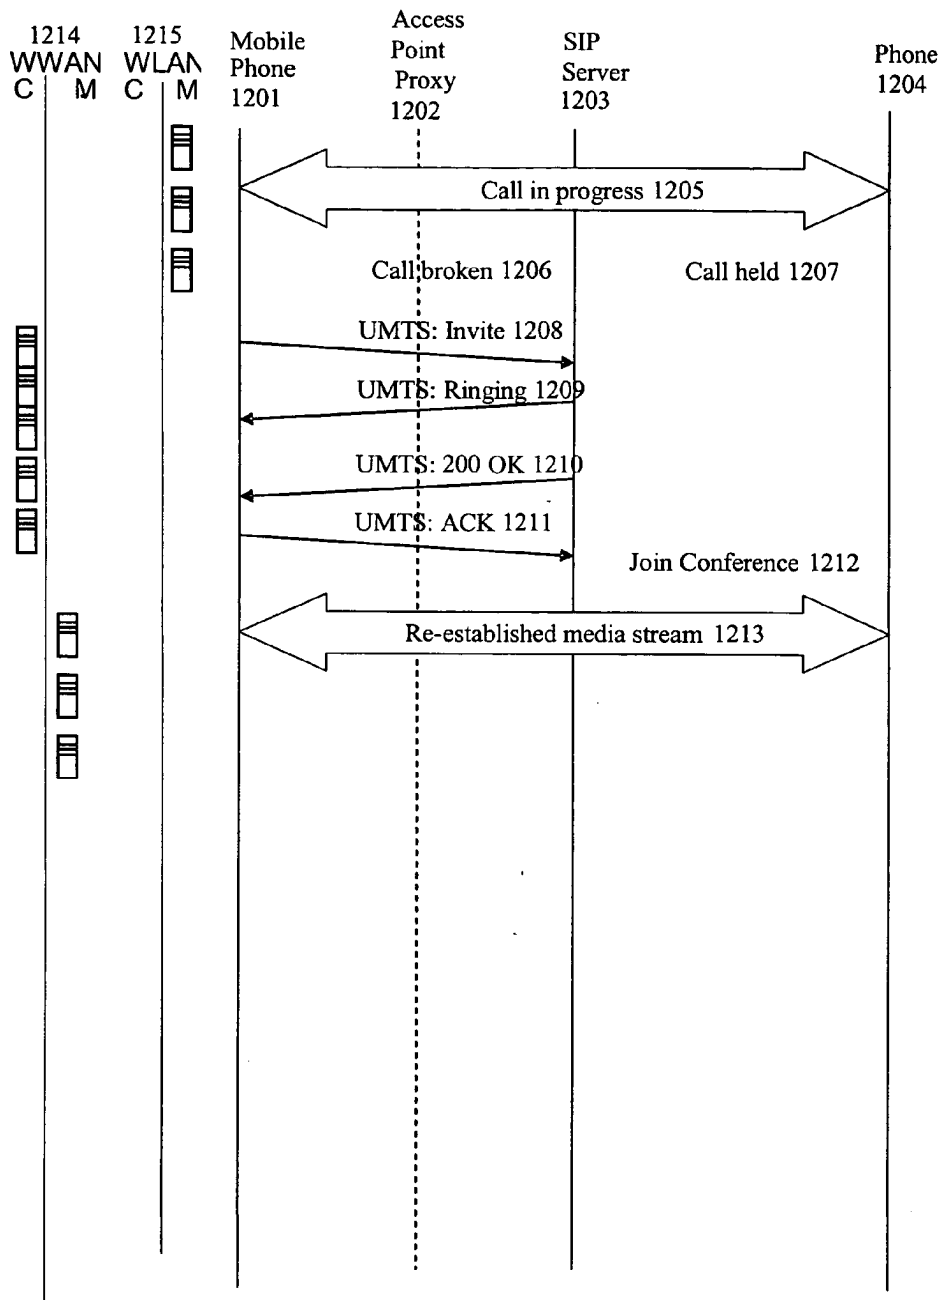 1214
WWAN
C M
1215
WLAN
C M
Mobile
Phone
1201
Access
Point
Proxy
1202
SIP
Server
1203
Phone
1204
Call in progress 1205
Call broken 1206
Call held 1207
UMTS: Invite 1208
UMTS: Ringing 1209
UMTS: 200 OK 1210
UMTS: ACK 1211
Join Conference 1212
Re-established media stream 1213